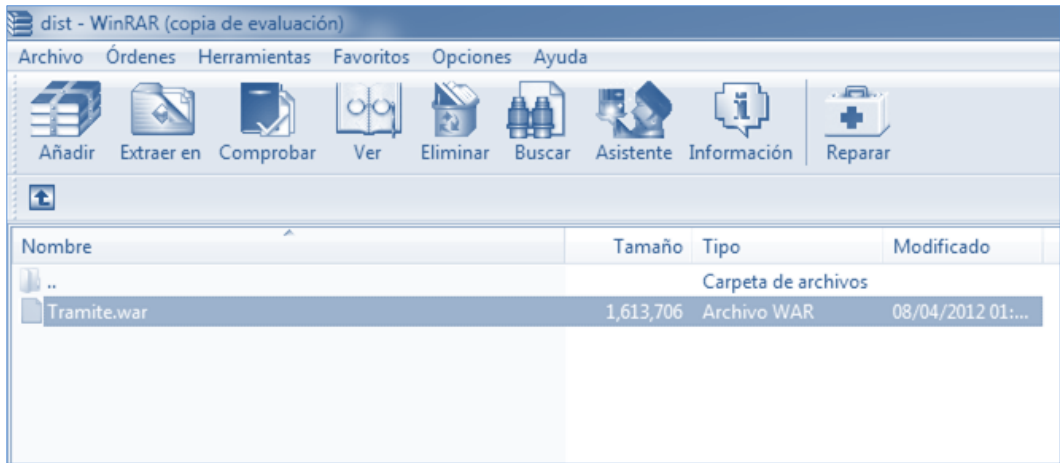 dist - WinRAR (copia de evaluación)
Archivo Órdenes Herramientas Favoritos Opciones Ayuda
Añadir Extraer en Comprobar Ver Eliminar Buscar Asistente Información Reparar
Nombre Tamaño Tipo Modificado
.. Carpeta de archivos
Tramite.war 1,613,706 Archivo WAR 08/04/2012 01:...